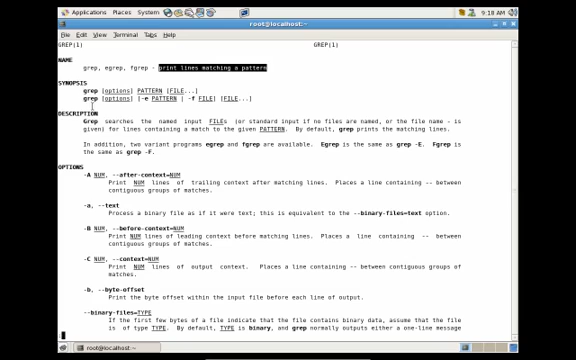 Applications Places System 9:18 AM
root@localhost:~
File Edit View Terminal Tabs Help
GREP(1) GREP(1)
NAME
grep, egrep, fgrep - print lines matching a pattern
SYNOPSIS
grep [options] PATTERN [FILE...]
grep [options] [-e PATTERN | -f FILE] [FILE...]
DESCRIPTION
Grep searches the named input FILEs (or standard input if no files are named, or the file name - is
given) for lines containing a match to the given PATTERN. By default, grep prints the matching lines.
In addition, two variant programs egrep and fgrep are available. Egrep is the same as grep -E. Fgrep is
the same as grep -F.
OPTIONS
-A NUM, --after-context=NUM
Print NUM lines of trailing context after matching lines. Places a line containing -- between
contiguous groups of matches.
-a, --text
Process a binary file as if it were text; this is equivalent to the --binary-files=text option.
-B NUM, --before-context=NUM
Print NUM lines of leading context before matching lines. Places a line containing -- between
contiguous groups of matches.
-C NUM, --context=NUM
Print NUM lines of output context. Places a line containing -- between contiguous groups of
matches.
-b, --byte-offset
Print the byte offset within the input file before each line of output.
--binary-files=TYPE
If the first few bytes of a file indicate that the file contains binary data, assume that the file
is of type TYPE. By default, TYPE is binary, and grep normally outputs either a one-line message
:
root@localhost:~